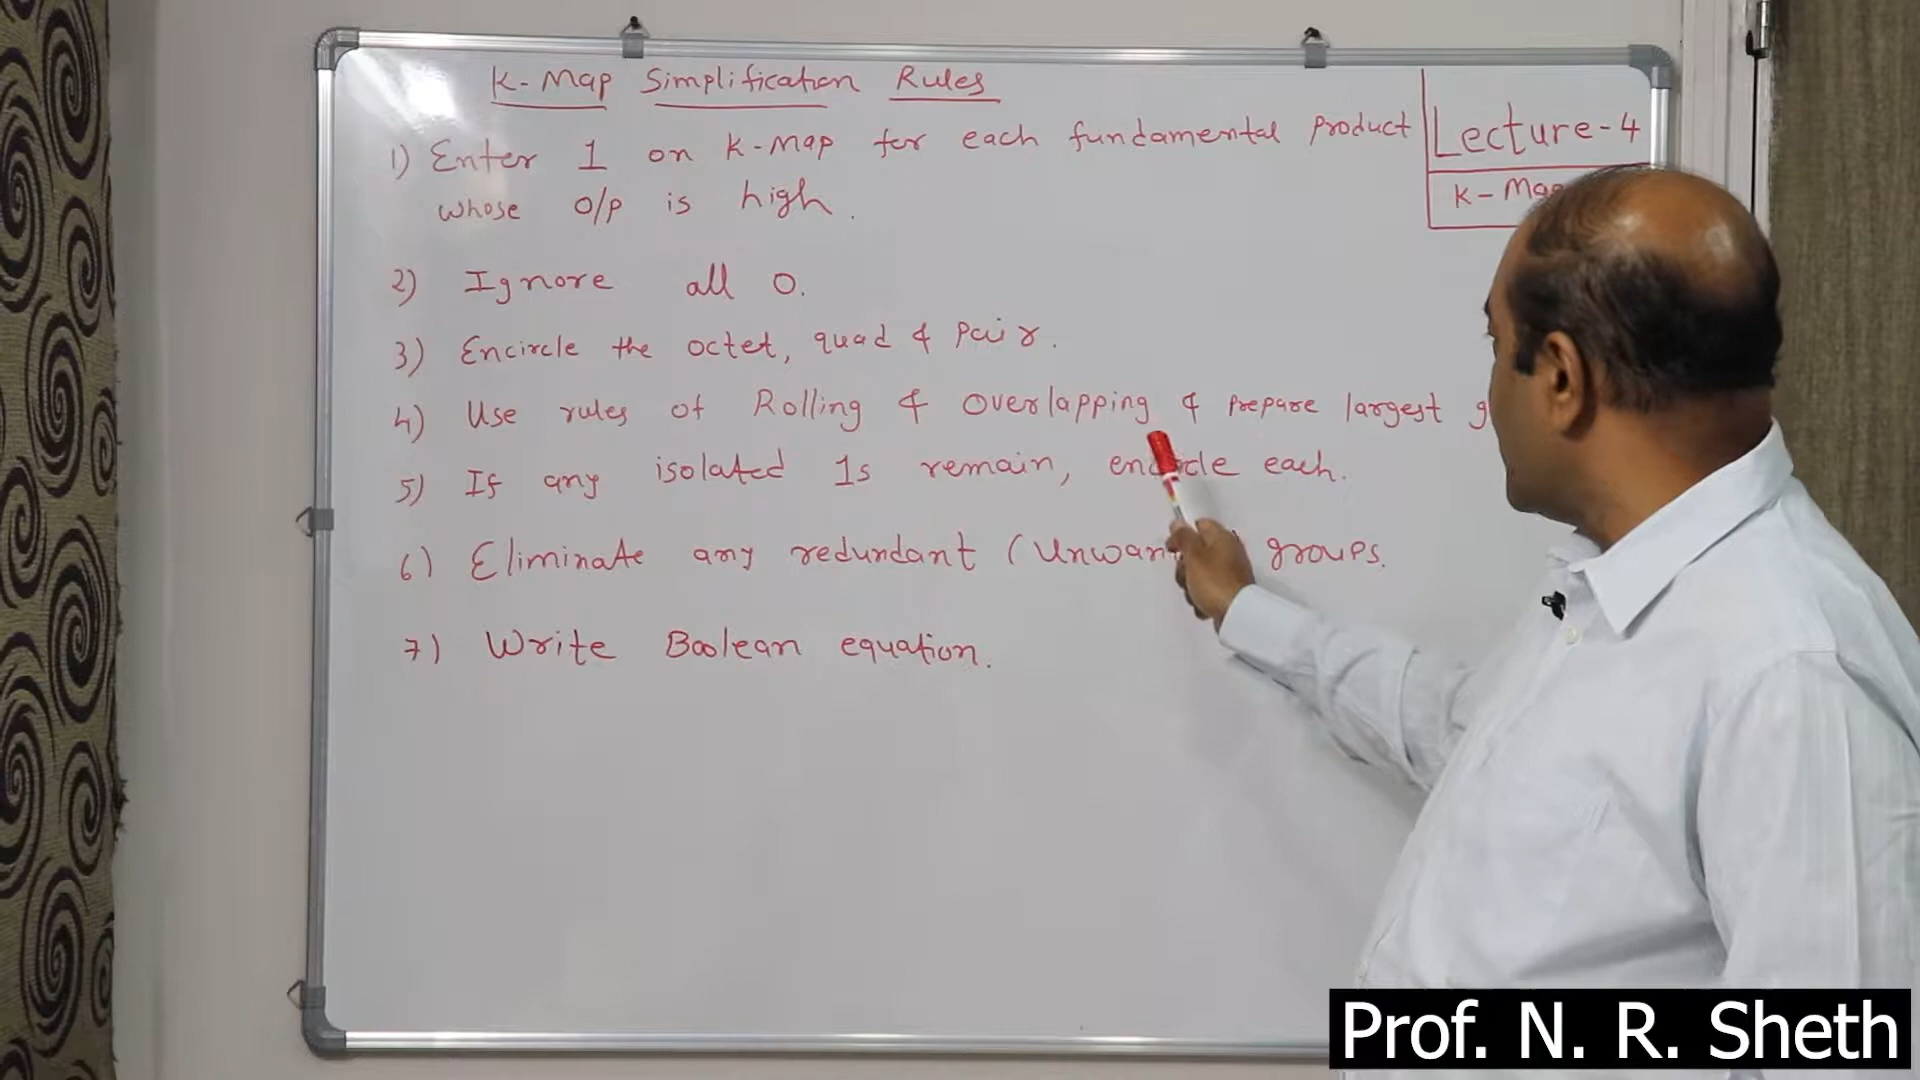 K-Map Simplification Rules
1) Enter 1 on K-Map for each fundamental product
whose o/p is high.
2) Ignore all 0.
3) Encircle the octet, quad & pair.
4) Use rules of Rolling & Overlapping & prepare largest
5) If any isolated 1s remain, encircle each.
6) Eliminate any redundant ( groups.
7) Write Boolean equation.
Lecture-4
K-Map
Prof. N. R. Sheth